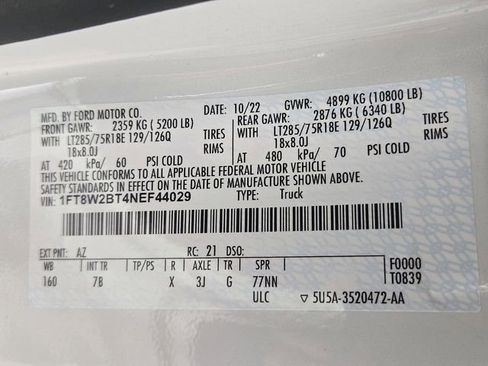 MFD. BY FORD MOTOR CO.
DATE: 10/22 GVWR: 4899 KG (10800 LB)
FRONT GAWR: 2359 KG (5200 LB) REAR GAWR: 2876 KG (6340 LB)
WITH LT285/75R18E 129/126Q TIRES WITH LT285/75R18E 129/126Q TIRES
18x8.0J RIMS 18x8.0J RIMS
AT 420 kPa/ 60 PSI COLD AT 480 kPa/ 70 PSI COLD
THIS VEHICLE CONFORMS TO ALL APPLICABLE FEDERAL MOTOR VEHICLE
SAFETY STANDARDS IN EFFECT ON THE DATE OF MANUFACTURE SHOWN ABOVE.
VIN: 1FT8W2BT4NEF44029 TYPE: Truck
EXT PNT: AZ RC: 21 DSO: F0000
WB INT TR TP/PS R AXLE TR SPR T0839
160 7B X 3J G 77NN
ULC ▽ 5U5A-3520472-AA